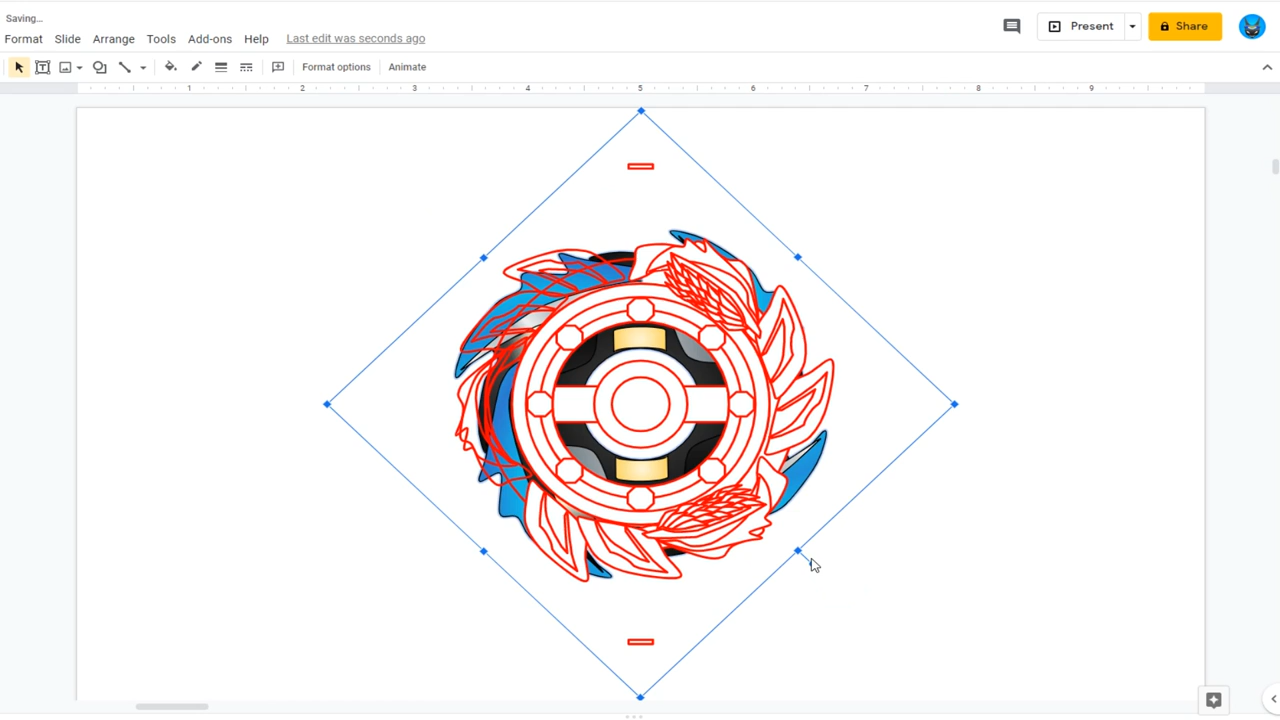 Saving...
Format Slide Arrange Tools Add-ons Help Last edit was seconds ago
Present Share
Format options Animate
1 2 3 4 5 6 7 8 9